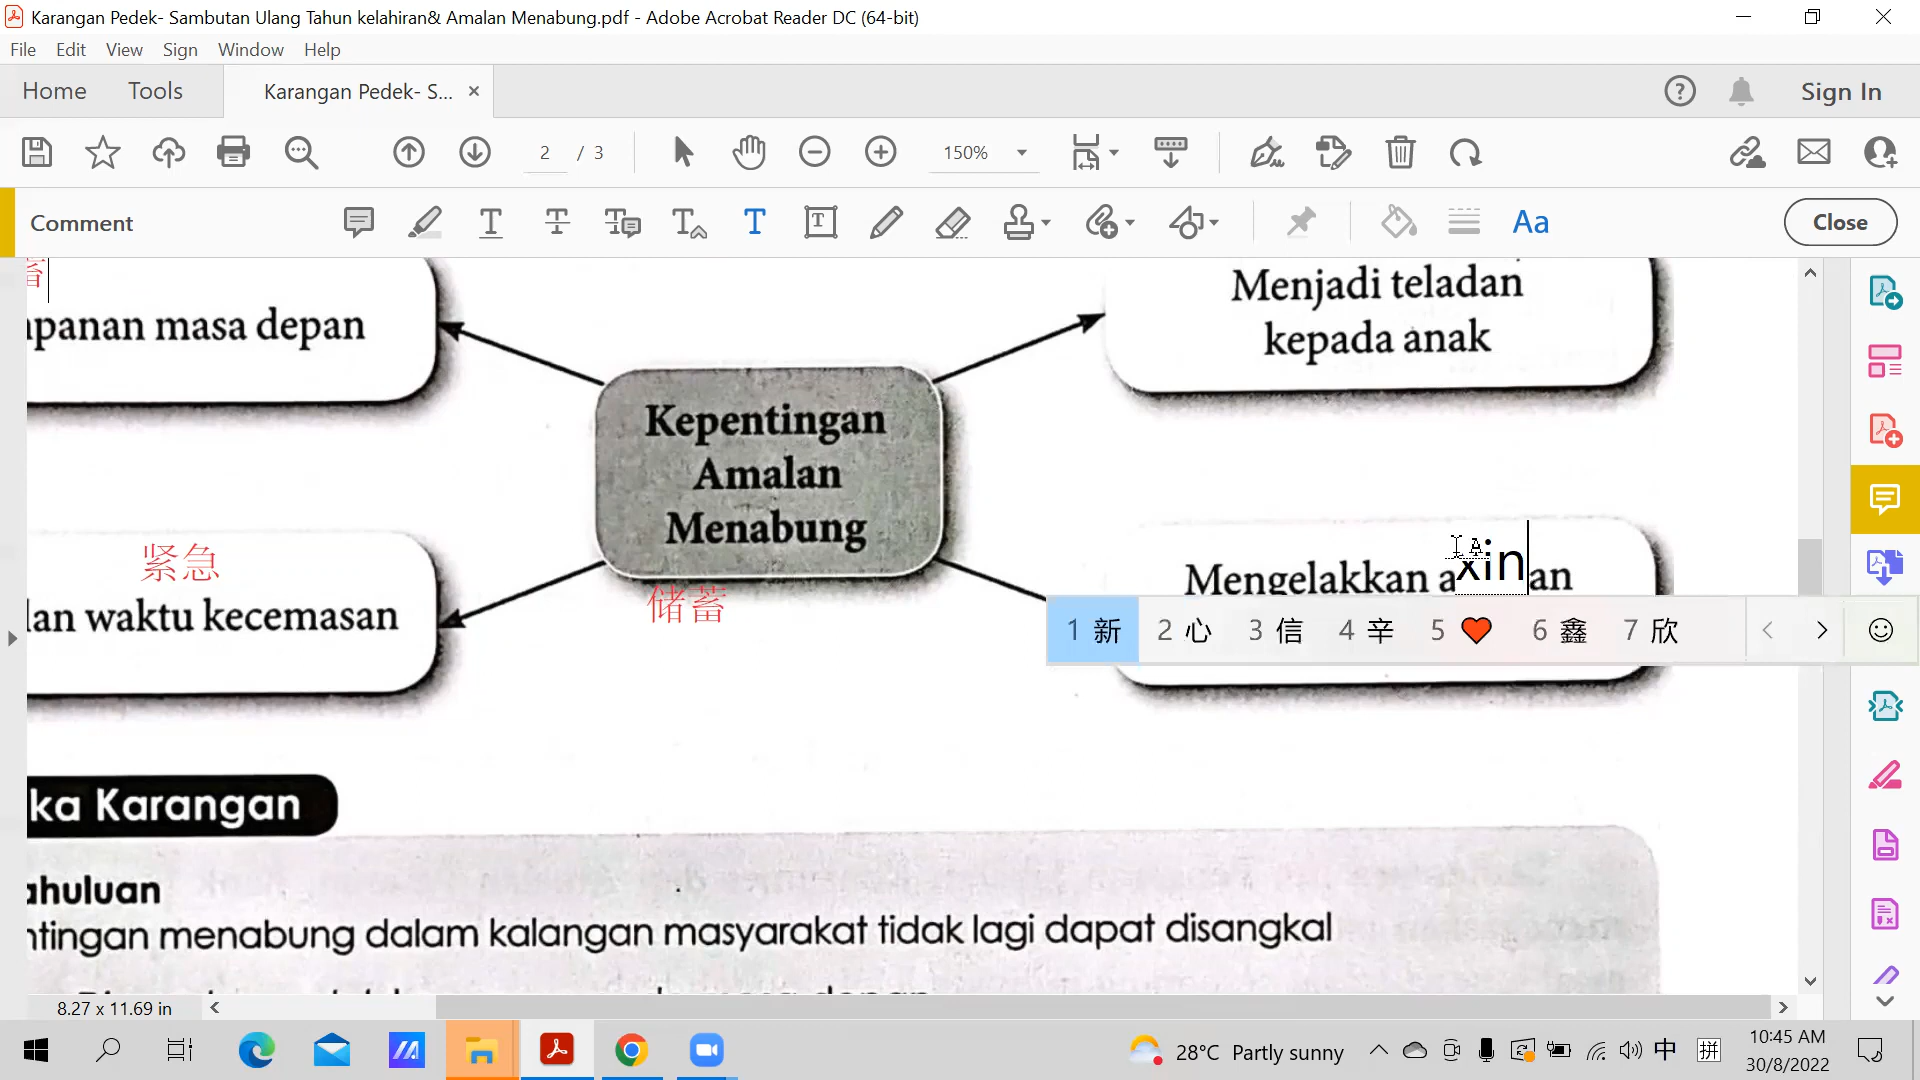 Karangan Pedek- Sambutan Ulang Tahun kelahiran& Amalan Menabung.pdf - Adobe Acrobat Reader DC (64-bit)
File Edit View Sign Window Help
Home Tools Karangan Pedek- S... Sign In
2 / 3 150%
Comment Aa Close
panan masa depan
Menjadi teladan
kepada anak
Kepentingan
Amalan
Menabung
储蓄
紧急
lan waktu kecemasan
Mengelakkan a
xin
an
1 新 2 心 3 信 4 辛 5 ❤ 6 鑫 7 欣
ka Karangan
ahuluan
ntingan menabung dalam kalangan masyarakat tidak lagi dapat disangkal
8.27 x 11.69 in
28°C Partly sunny 中 拼 10:45 AM
30/8/2022